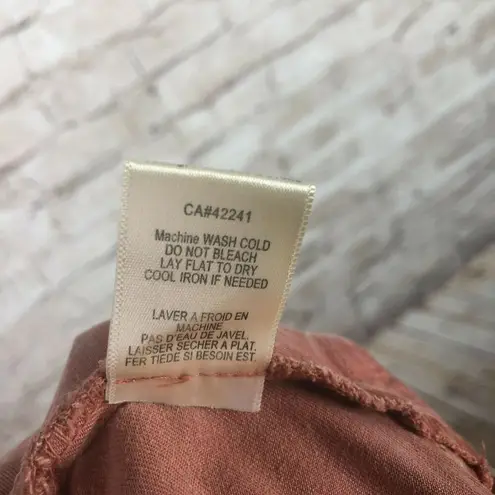 CA#42241
Machine WASH COLD
DO NOT BLEACH
LAY FLAT TO DRY
COOL IRON IF NEEDED
LAVER A FROID EN
MACHINE
PAS D'EAU DE JAVEL.
LAISSER SECHER A PLAT.
FER TIEDE SI BESOIN EST.